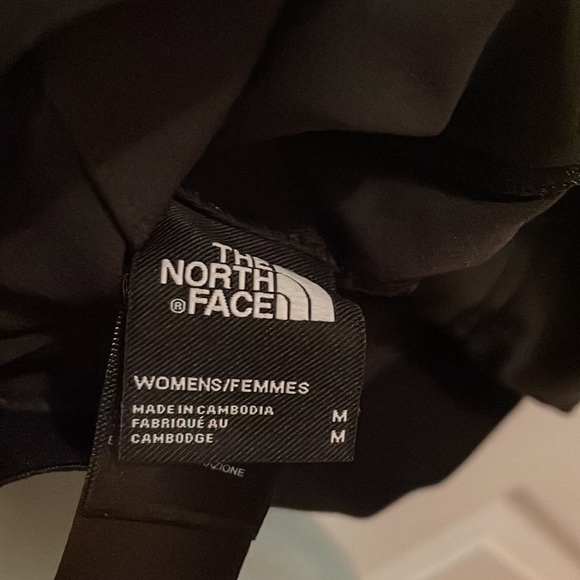 THE
NORTH
® FACE
WOMENS/FEMMES
MADE IN CAMBODIA M
FABRIQUÉ AU
CAMBODGE M